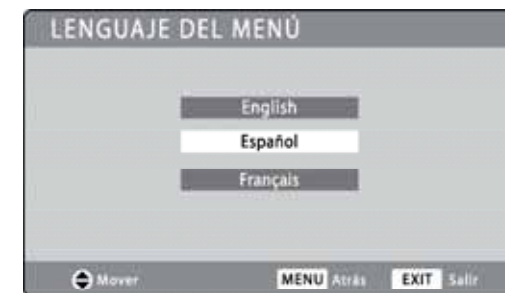 LENGUAJE DEL MENÚ
English
Español
Français
Mover MENU Atrás EXIT Salir